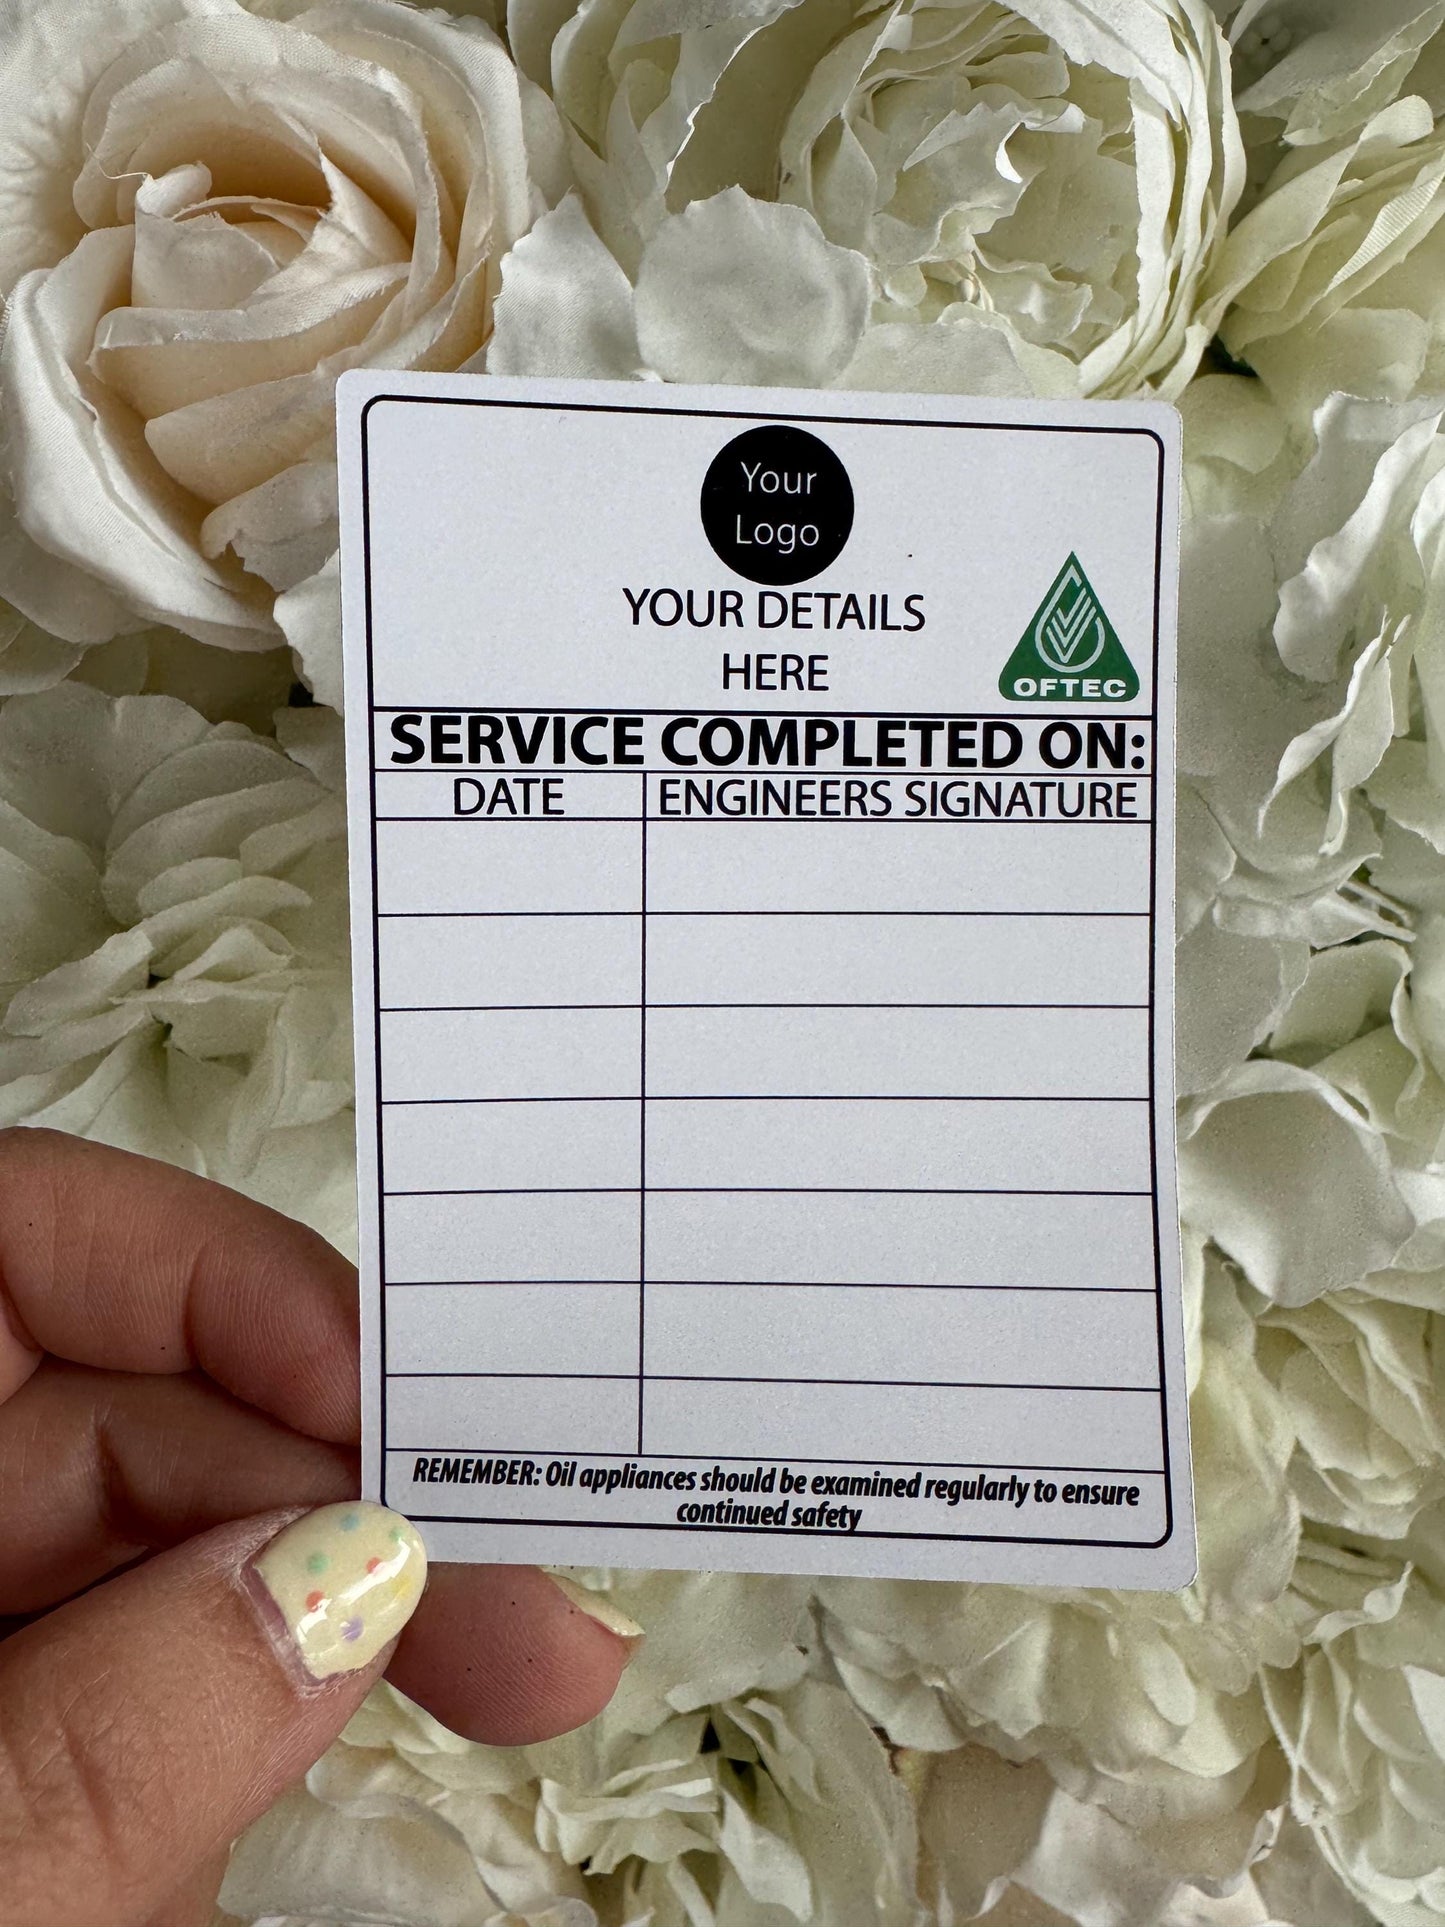 Your
Logo
YOUR DETAILS
HERE
OFTEC
SERVICE COMPLETED ON:
DATE ENGINEERS SIGNATURE
REMEMBER: Oil appliances should be examined regularly to ensure
continued safety